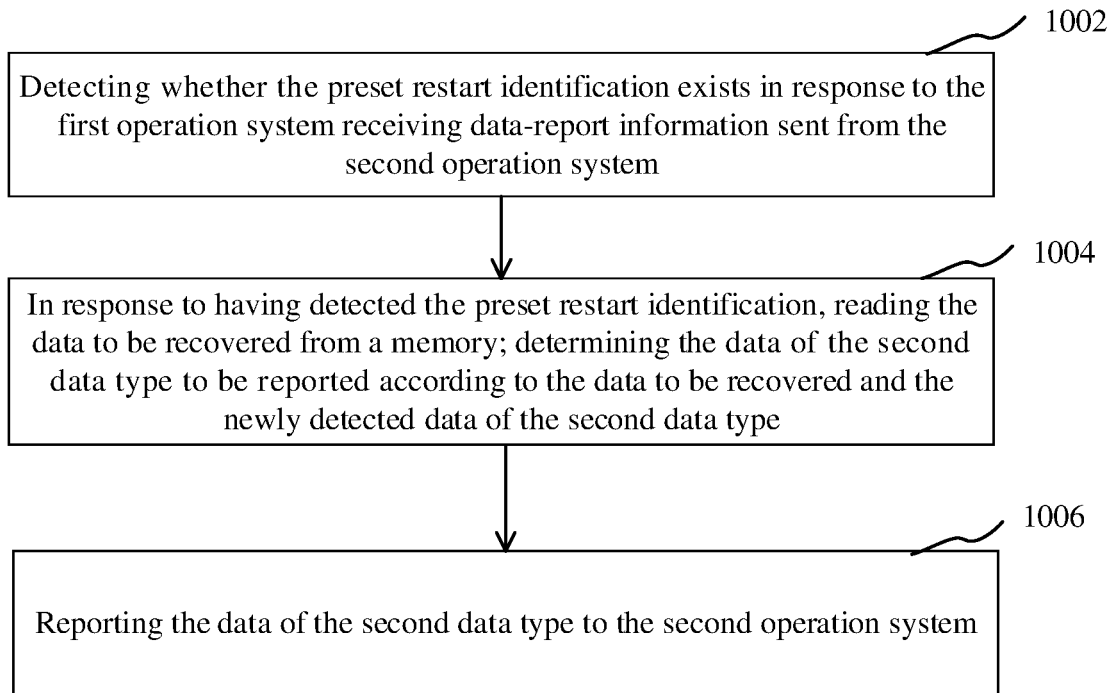 1002
Detecting whether the preset restart identification exists in response to the
first operation system receiving data-report information sent from the
second operation system
1004
In response to having detected the preset restart identification, reading the
data to be recovered from a memory; determining the data of the second
data type to be reported according to the data to be recovered and the
newly detected data of the second data type
1006
Reporting the data of the second data type to the second operation system